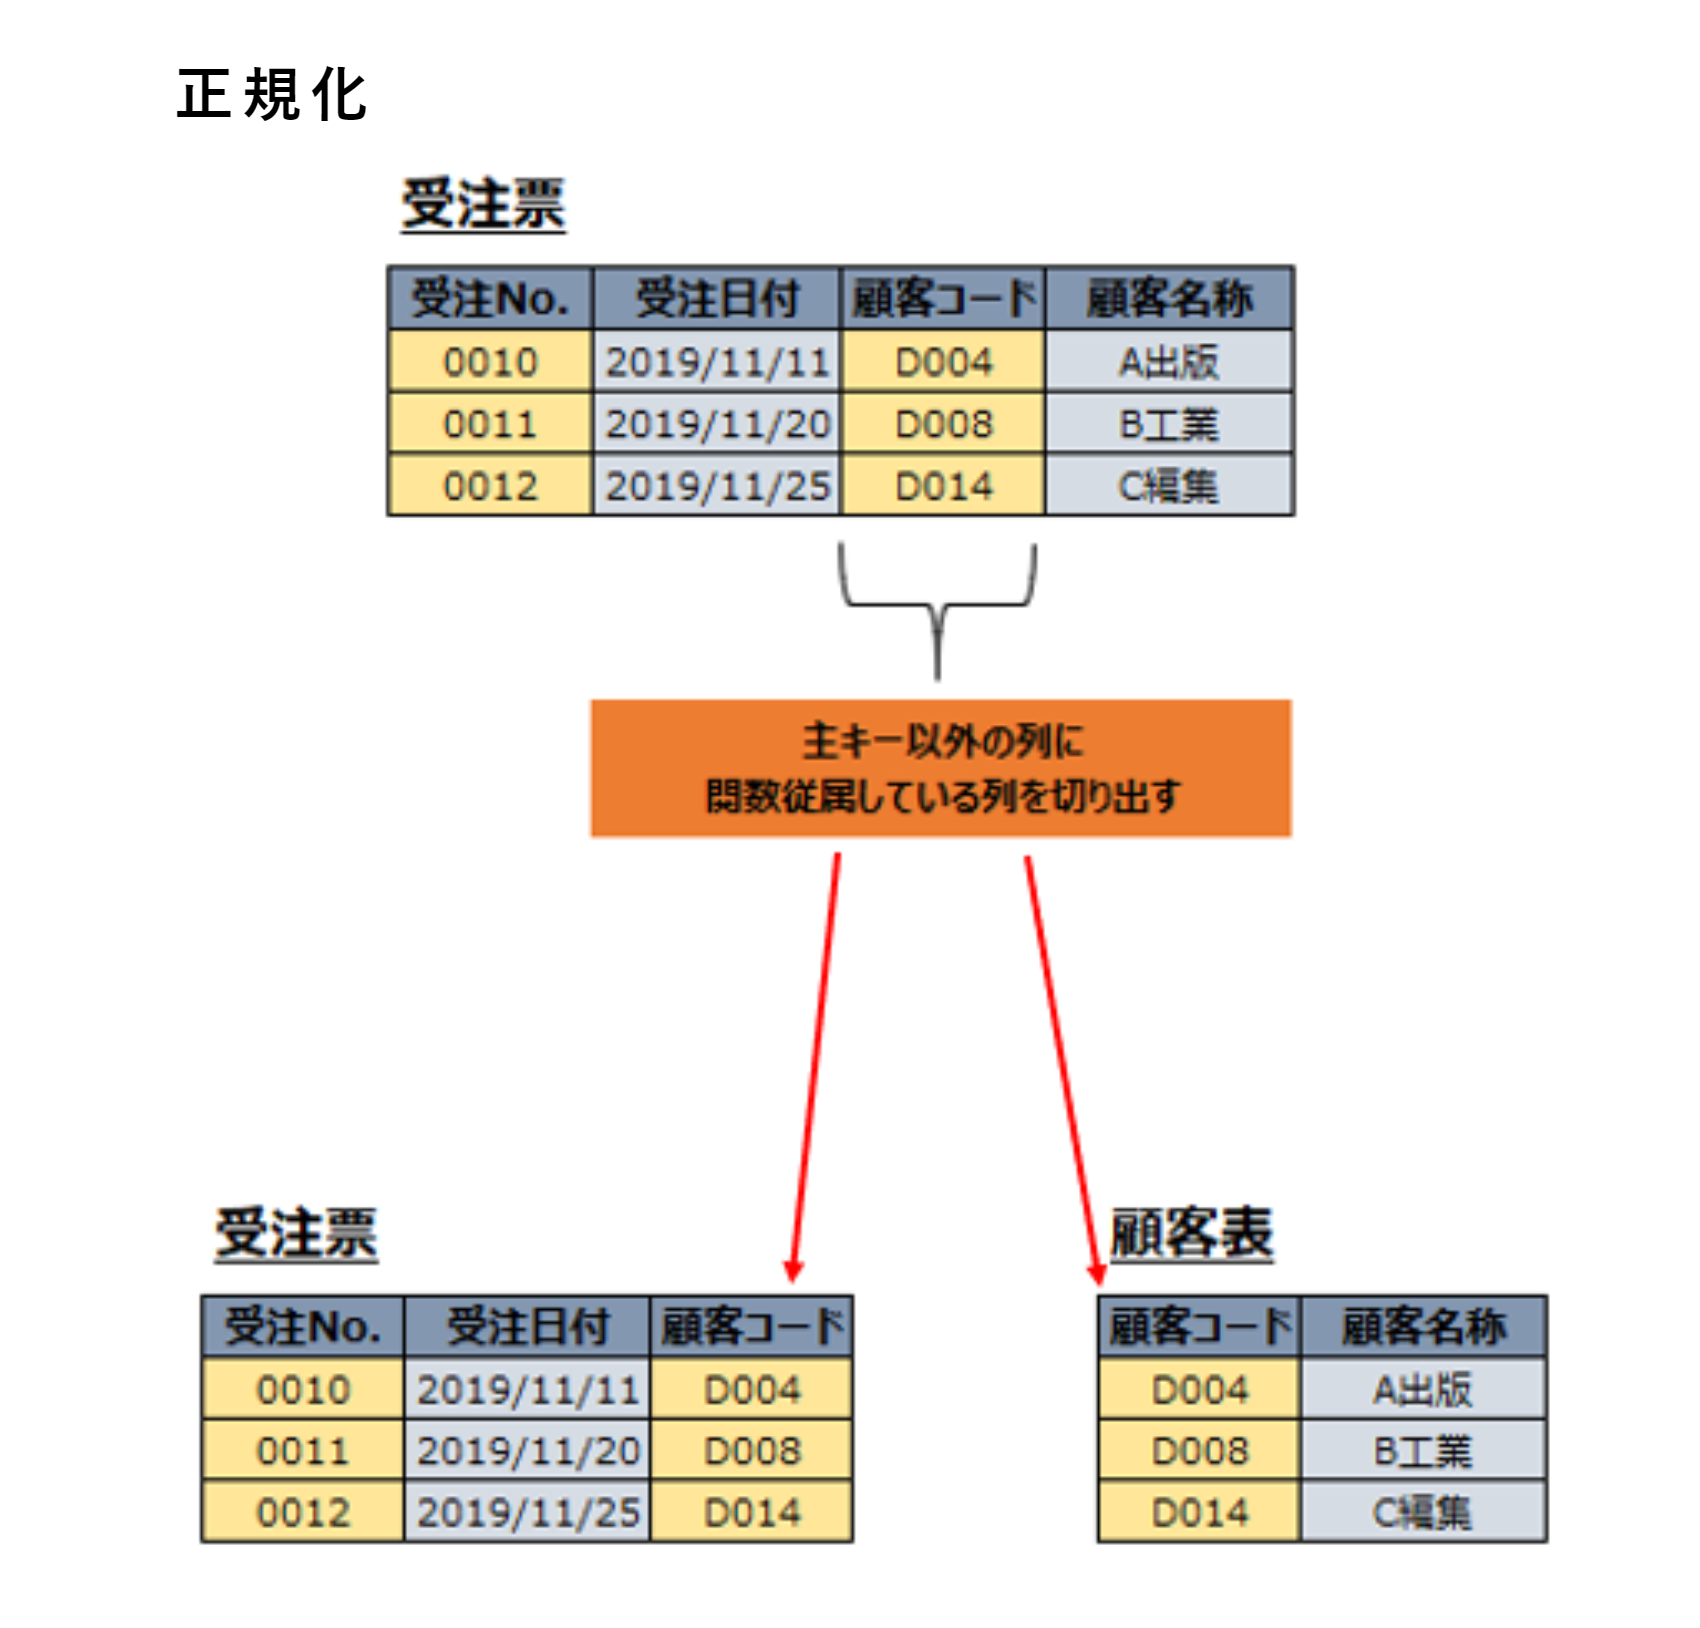 正規化
受注票
受注No. 受注日付 顧客コード 顧客名称
0010 2019/11/11 D004 A出版
0011 2019/11/20 D008 B工業
0012 2019/11/25 D014 C編集
主キー以外の列に
関数従属している列を切り出す
受注票
受注No. 受注日付 顧客コード
0010 2019/11/11 D004
0011 2019/11/20 D008
0012 2019/11/25 D014
顧客表
顧客コード 顧客名称
D004 A出版
D008 B工業
D014 C編集